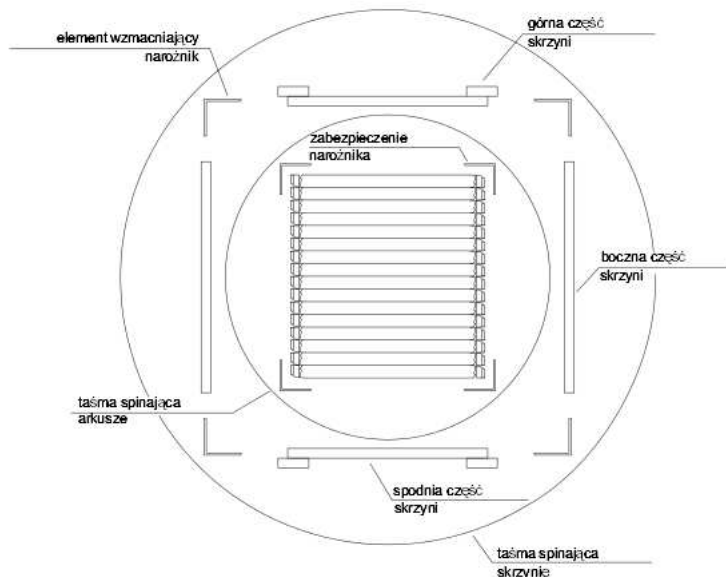 element wzmacniający
narożnik
górna część
skrzyni
zabezpieczenie
narożnika
boczna część
skrzyni
taśma spinająca
arkusze
spodnia część
skrzyni
taśma spinająca
skrzynie